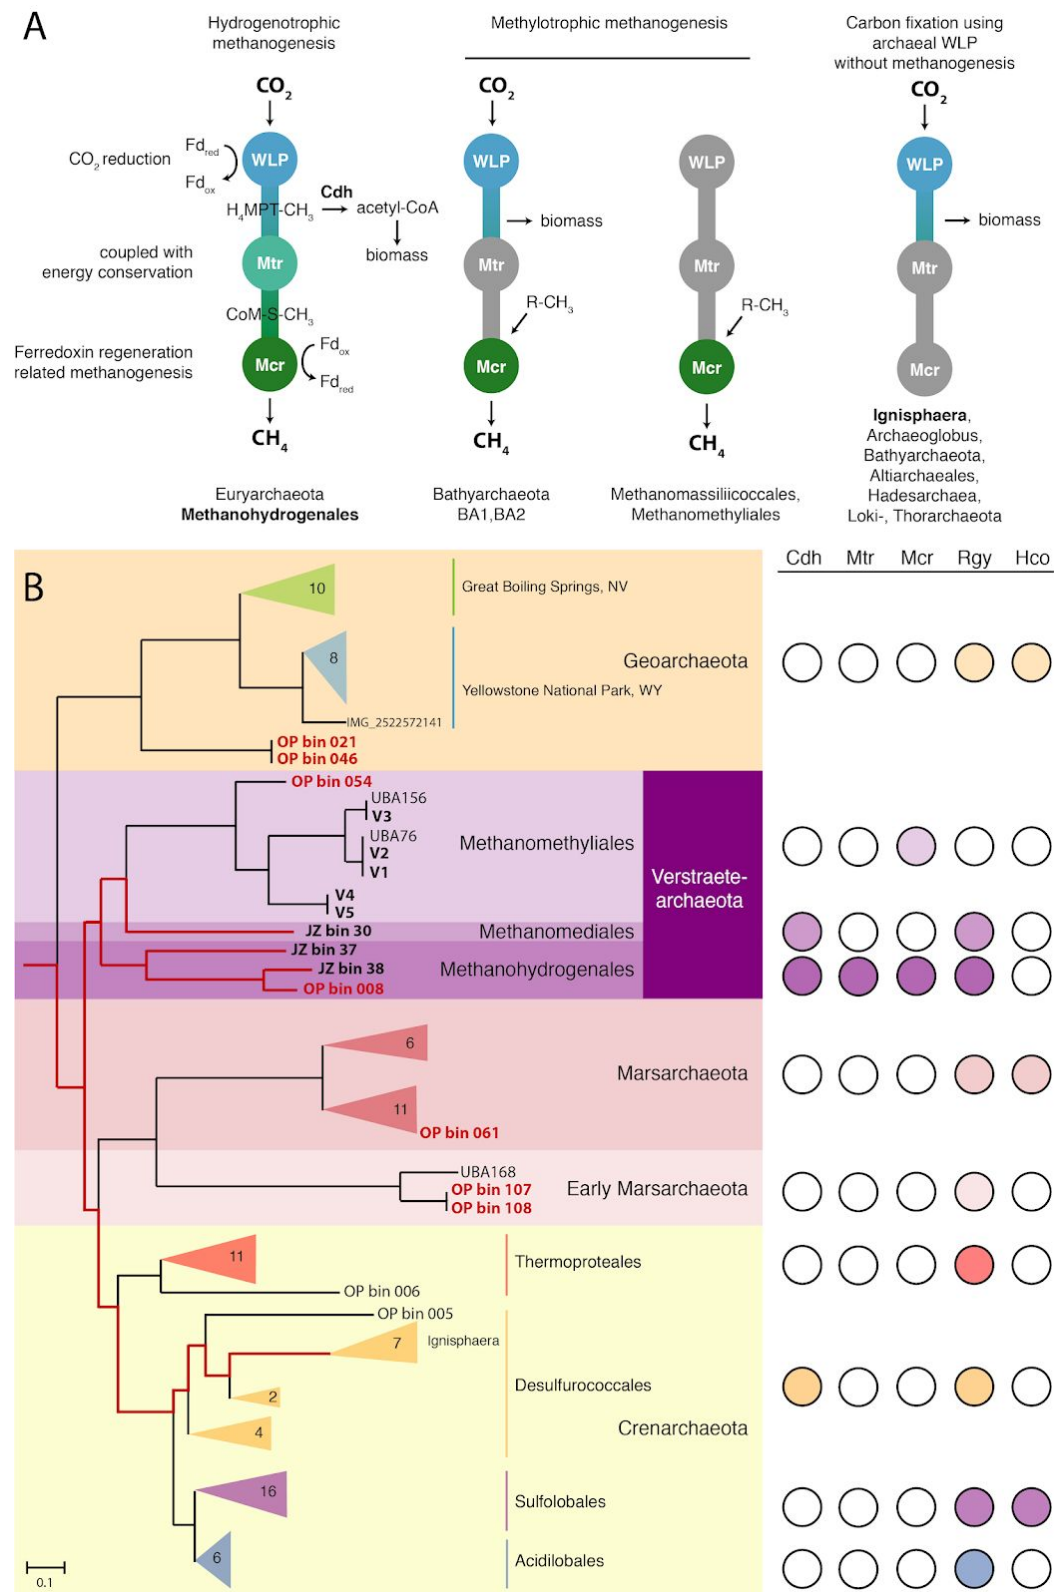 A
Hydrogenotrophic
methanogenesis
Methylotrophic methanogenesis
Carbon fixation using
archaeal WLP
without methanogenesis
CO2
CO2
CO2
CO2 reduction
Fdred
Fdox
WLP
WLP
WLP
WLP
H4MPT-CH3
Cdh
acetyl-CoA
biomass
biomass
biomass
coupled with
energy conservation
Mtr
Mtr
Mtr
Mtr
CoM-S-CH3
R-CH3
R-CH3
Ferredoxin regeneration
related methanogenesis
Mcr
Fdox
Fdred
Mcr
Mcr
Mcr
CH4
CH4
CH4
Euryarchaeota
Methanohydrogenales
Bathyarchaeota
BA1,BA2
Methanomassiliicoccales,
Methanomethyliales
Ignisphaera,
Archaeoglobus,
Bathyarchaeota,
Altiarchaeales,
Hadesarchaea,
Loki-, Thorarchaeota
B
Cdh Mtr Mcr Rgy Hco
10
Great Boiling Springs, NV
8
Geoarchaeota
Yellowstone National Park, WY
IMG_2522572141
OP bin 021
OP bin 046
OP bin 054
UBA156
V3
UBA76
V2
V1
V4
V5
Methanomethyliales
Verstraete-
archaeota
JZ bin 30
Methanomediales
JZ bin 37
JZ bin 38
OP bin 008
Methanohydrogenales
6
Marsarchaeota
11
OP bin 061
UBA168
OP bin 107
OP bin 108
Early Marsarchaeota
11
Thermoproteales
OP bin 006
OP bin 005
7
Ignisphaera
2
Desulfurococcales
4
Crenarchaeota
16
Sulfolobales
6
Acidilobales
0.1